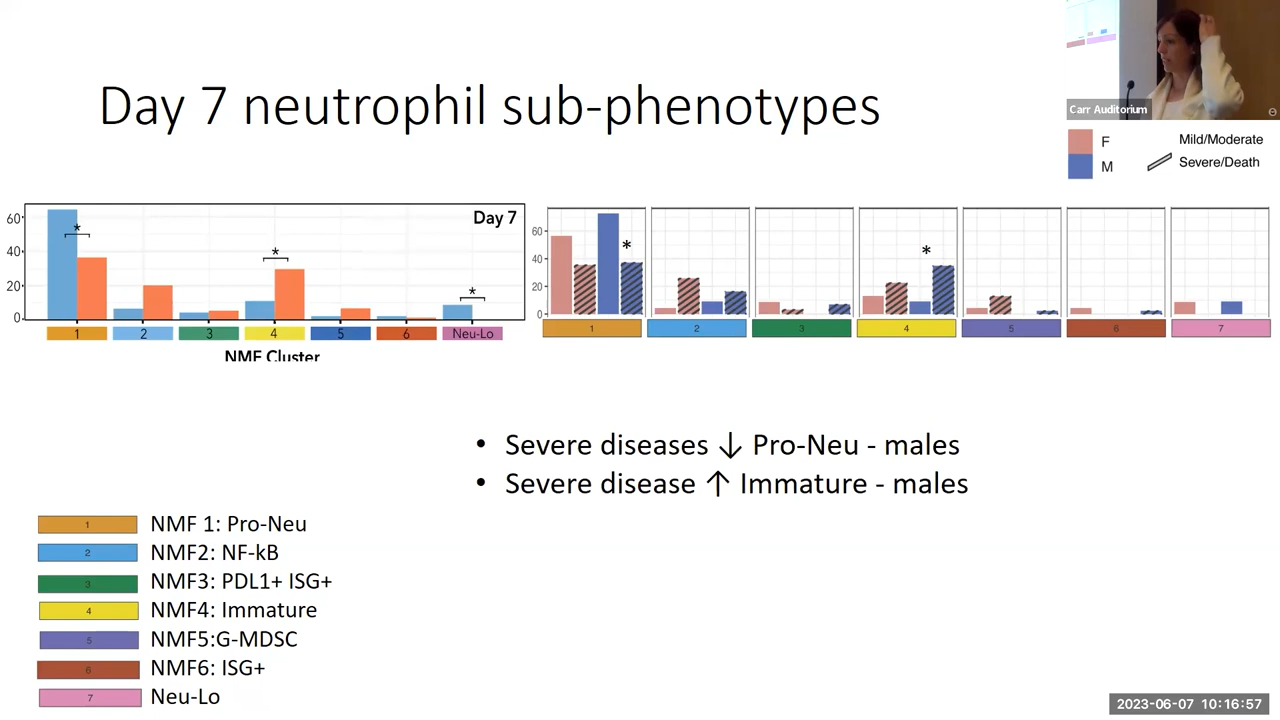 Day 7 neutrophil sub-phenotypes
Carr Auditorium
F
M
Mild/Moderate
Severe/Death
60
40
20
0
Day 7
*
*
*
1
2
3
4
5
6
Neu-Lo
NMF Cluster
60
40
20
0
*
*
1
2
3
4
5
6
7
• Severe diseases ↓ Pro-Neu - males
• Severe disease ↑ Immature - males
1 NMF 1: Pro-Neu
2 NMF2: NF-kB
3 NMF3: PDL1+ ISG+
4 NMF4: Immature
5 NMF5:G-MDSC
6 NMF6: ISG+
7 Neu-Lo
2023-06-07 10:16:57